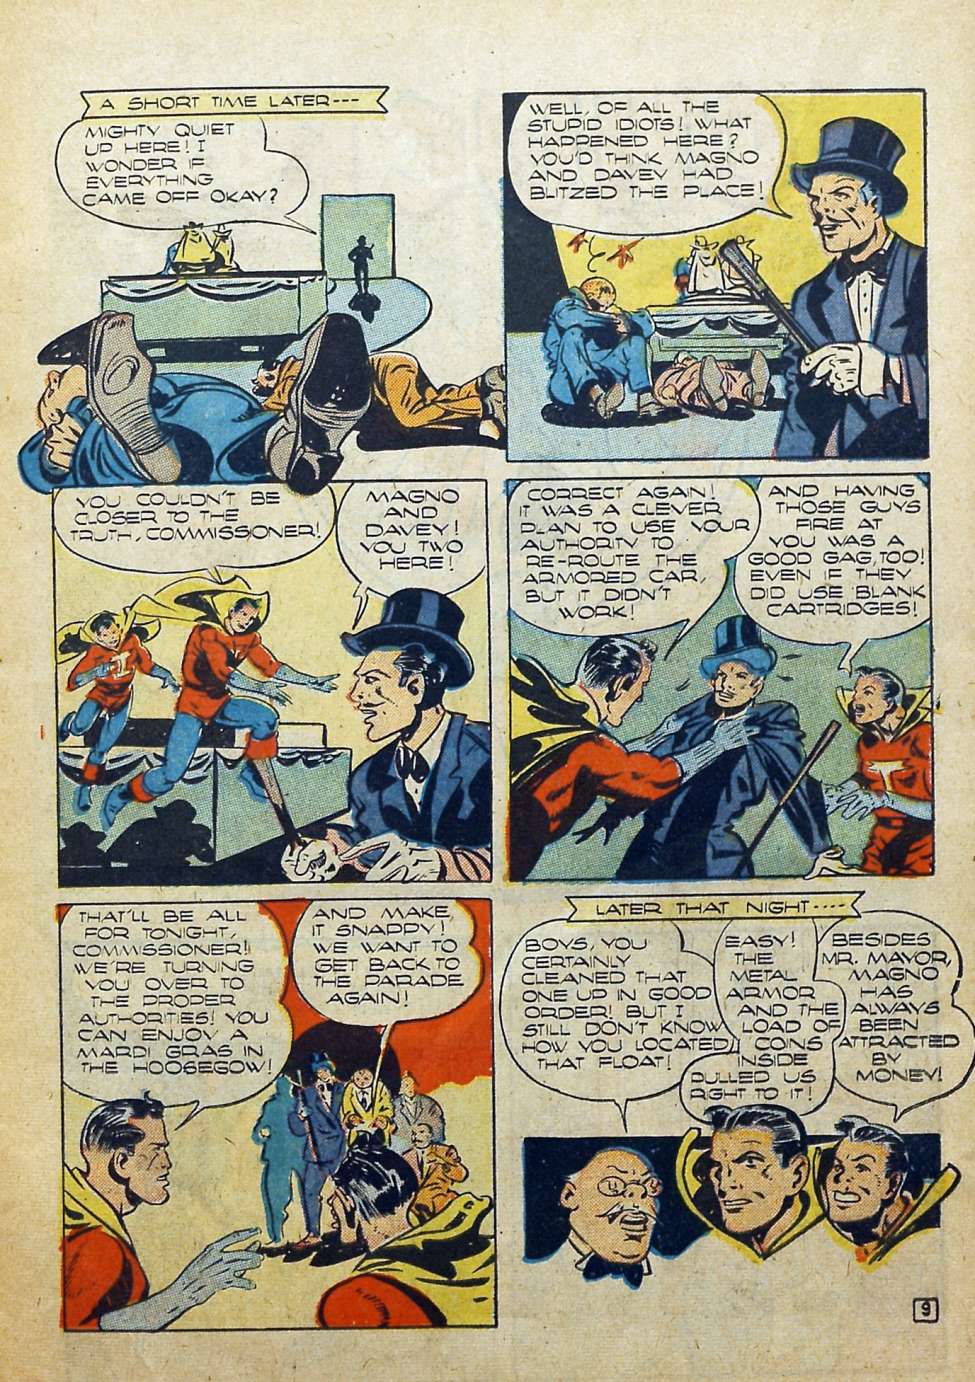 A SHORT TIME LATER---
MIGHTY QUIET
UP HERE! I
WONDER IF
EVERYTHING
CAME OFF OKAY?
WELL, OF ALL THE
STUPID IDIOTS! WHAT
HAPPENED HERE?
YOU'D THINK MAGNO
AND DAVEY HAD
BLITZED THE PLACE!
YOU COULDN'T BE
CLOSER TO THE
TRUTH, COMMISSIONER!
MAGNO
AND
DAVEY!
YOU TWO
HERE!
CORRECT AGAIN!
IT WAS A CLEVER
PLAN TO USE YOUR
AUTHORITY TO
RE-ROUTE THE
ARMORED CAR,
BUT IT DIDN'T
WORK!
AND HAVING
THOSE GUYS
FIRE AT
YOU WAS A
GOOD GAG, TOO!
EVEN IF THEY
DID USE BLANK
CARTRIDGES!
THAT'LL BE ALL
FOR TONIGHT,
COMMISSIONER!
WE'RE TURNING
YOU OVER TO
THE PROPER
AUTHORITIES! YOU
CAN ENJOY A
MARDI GRAS IN
THE HOOSEGOW!
AND MAKE
IT SNAPPY!
WE WANT TO
GET BACK TO
THE PARADE
AGAIN!
LATER THAT NIGHT----
BOYS, YOU
CERTAINLY
CLEANED THAT
ONE UP IN GOOD
ORDER! BUT I
STILL DON'T KNOW
HOW YOU LOCATED
THAT FLOAT!
EASY!
THE
METAL
ARMOR
AND THE
LOAD OF
COINS
INSIDE
PULLED US
RIGHT TO IT!
BESIDES
MR. MAYOR,
MAGNO
HAS
ALWAYS
BEEN
ATTRACTED
BY
MONEY!
9